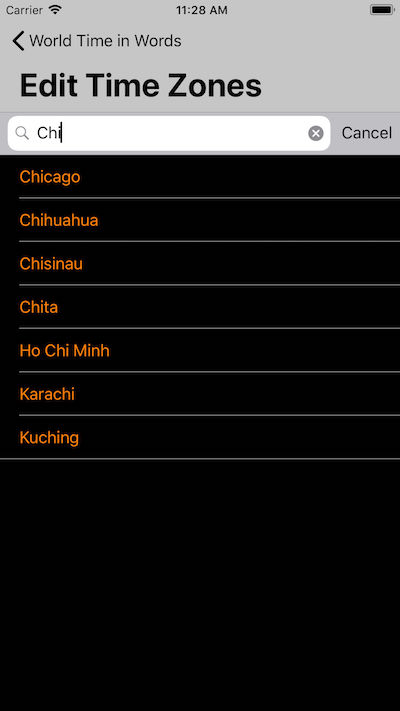 Carrier 11:28 AM
World Time in Words
Edit Time Zones
Chi Cancel
Chicago
Chihuahua
Chisinau
Chita
Ho Chi Minh
Karachi
Kuching